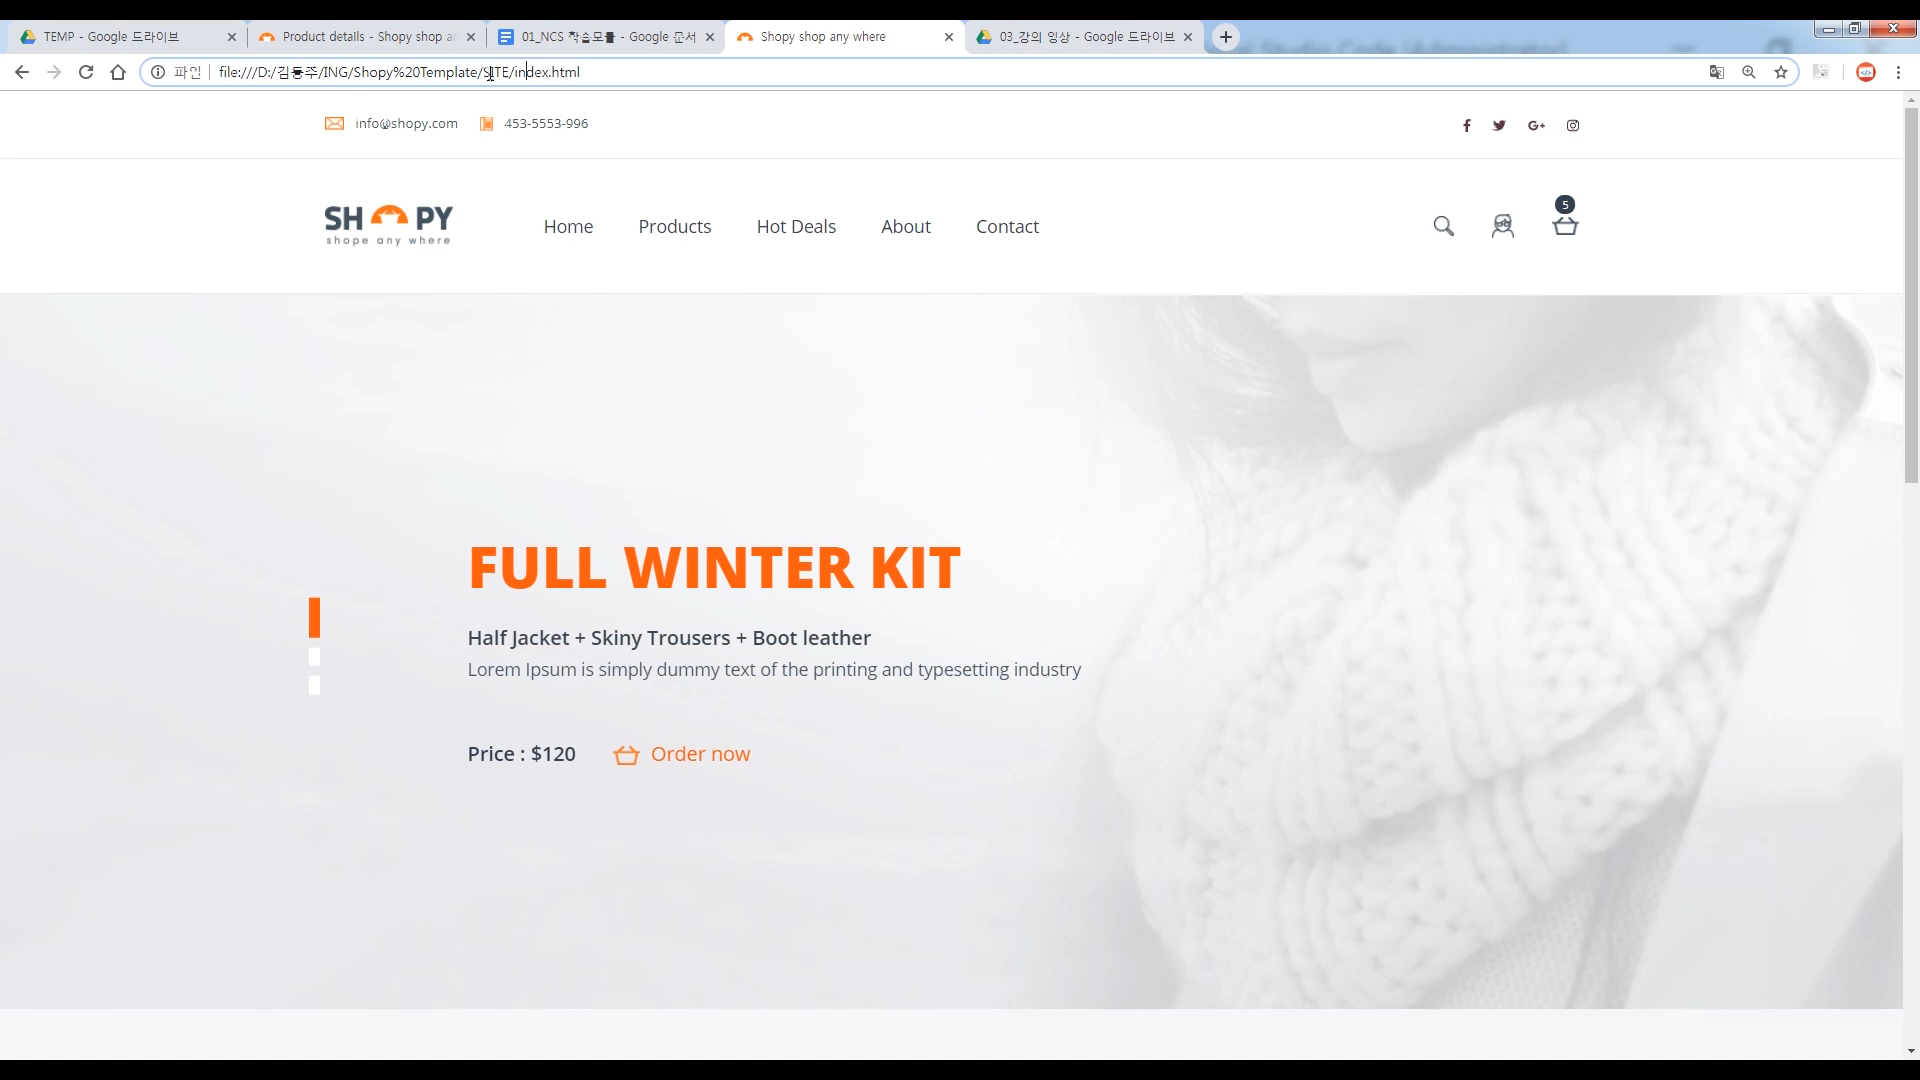 TEMP - Google 드라이브
Product details - Shopy shop an
01_NCS 학습모듈 - Google 문서
Shopy shop any where
03_강의 영상 - Google 드라이브
파일
file:///D:/김동주/ING/Shopy%20Template/SITE/index.html
info@shopy.com
453-5553-996
SH PY
shope any where
Home
Products
Hot Deals
About
Contact
5
FULL WINTER KIT
Half Jacket + Skiny Trousers + Boot leather
Lorem Ipsum is simply dummy text of the printing and typesetting industry
Price : $120
Order now